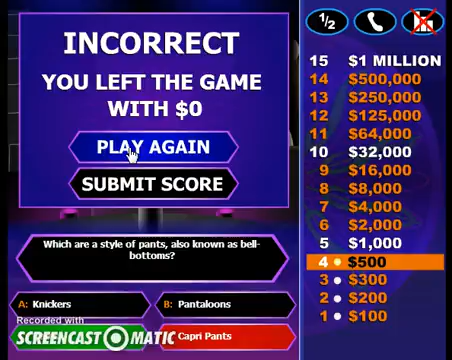 INCORRECT
YOU LEFT THE GAME
WITH $0
PLAY AGAIN
SUBMIT SCORE
1/2
15 $1 MILLION
14 $500,000
13 $250,000
12 $125,000
11 $64,000
10 $32,000
9 $16,000
8 $8,000
7 $4,000
6 $2,000
5 $1,000
4 $500
3 $300
2 $200
1 $100
Which are a style of pants, also known as bell-
bottoms?
A: Knickers
B: Pantaloons
Capri Pants
Recorded with
SCREENCAST MATIC